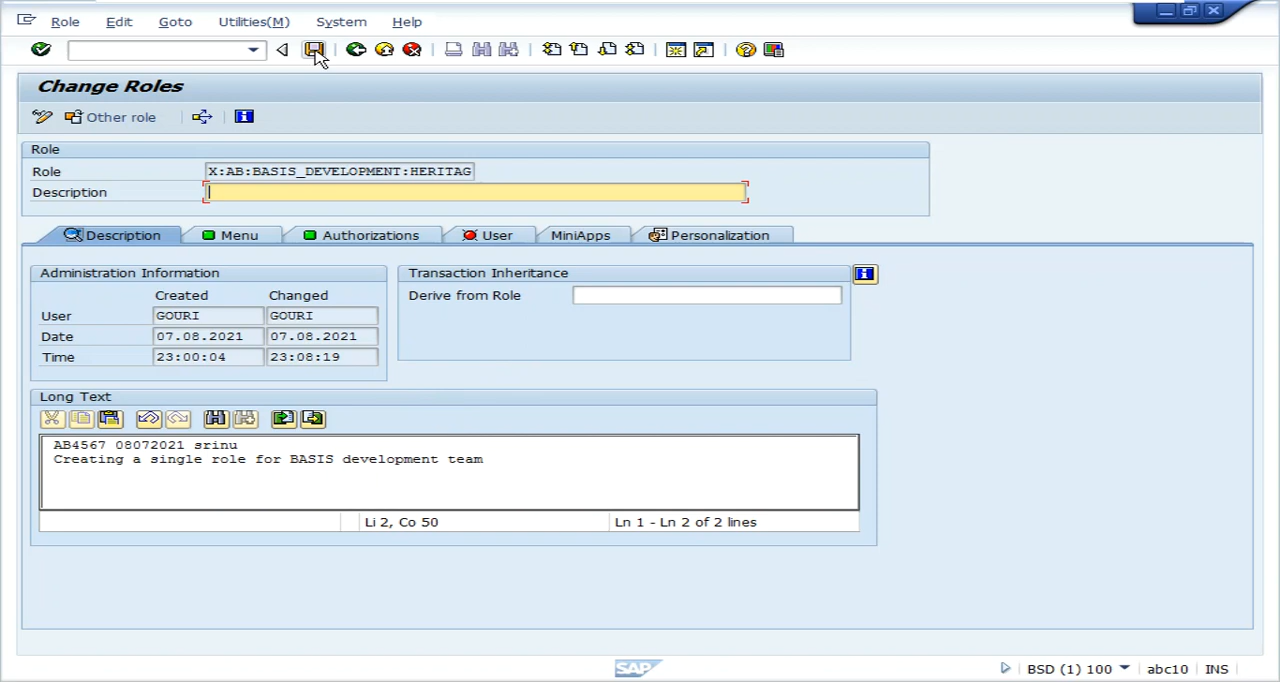 Role Edit Goto Utilities(M) System Help
Change Roles
Other role
Role
Role X:AB:BASIS_DEVELOPMENT:HERITAG
Description
Description Menu Authorizations User MiniApps Personalization
Administration Information
Created Changed
User GOURI GOURI
Date 07.08.2021 07.08.2021
Time 23:00:04 23:08:19
Transaction Inheritance
Derive from Role
Long Text
AB4567 08072021 srinu
Creating a single role for BASIS development team
Li 2, Co 50 Ln 1 - Ln 2 of 2 lines
SAP
BSD (1) 100 abc10 INS